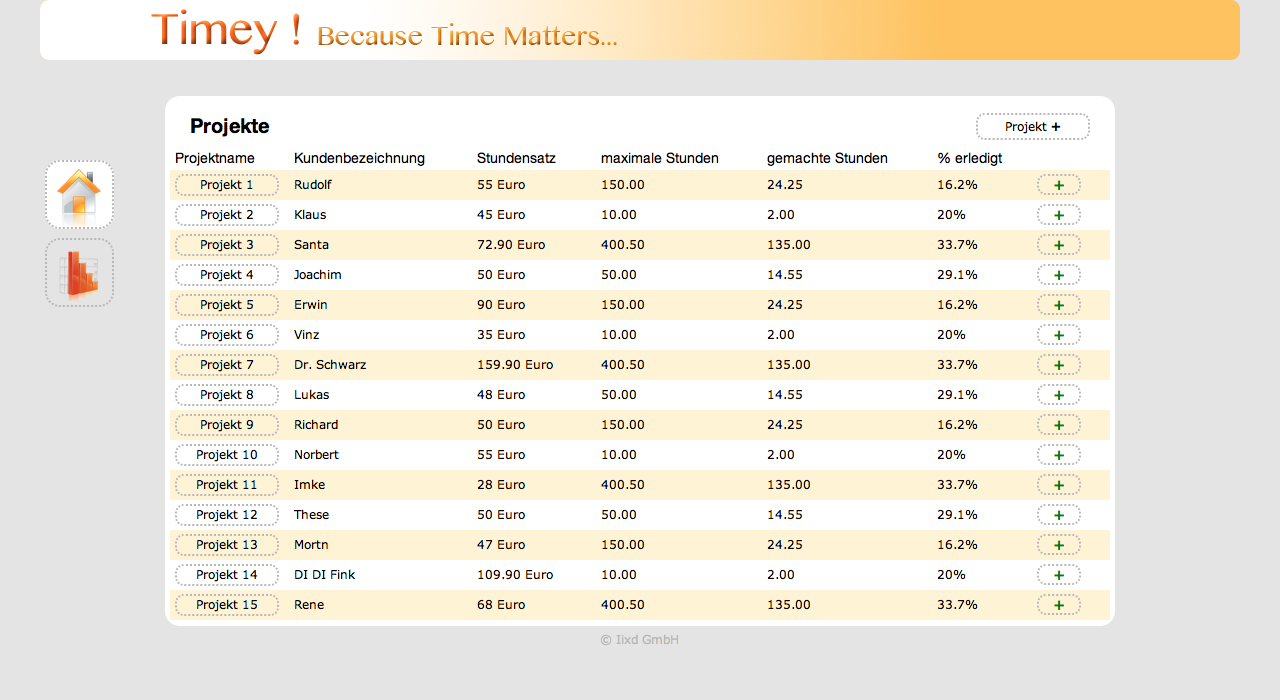 Timey ! Because Time Matters...
Projekte Projekt +
Projektname Kundenbezeichnung Stundensatz maximale Stunden gemachte Stunden % erledigt
Projekt 1 Rudolf 55 Euro 150.00 24.25 16.2% +
Projekt 2 Klaus 45 Euro 10.00 2.00 20% +
Projekt 3 Santa 72.90 Euro 400.50 135.00 33.7% +
Projekt 4 Joachim 50 Euro 50.00 14.55 29.1% +
Projekt 5 Erwin 90 Euro 150.00 24.25 16.2% +
Projekt 6 Vinz 35 Euro 10.00 2.00 20% +
Projekt 7 Dr. Schwarz 159.90 Euro 400.50 135.00 33.7% +
Projekt 8 Lukas 48 Euro 50.00 14.55 29.1% +
Projekt 9 Richard 50 Euro 150.00 24.25 16.2% +
Projekt 10 Norbert 55 Euro 10.00 2.00 20% +
Projekt 11 Imke 28 Euro 400.50 135.00 33.7% +
Projekt 12 These 50 Euro 50.00 14.55 29.1% +
Projekt 13 Mortn 47 Euro 150.00 24.25 16.2% +
Projekt 14 DI DI Fink 109.90 Euro 10.00 2.00 20% +
Projekt 15 Rene 68 Euro 400.50 135.00 33.7% +
© Iixd GmbH